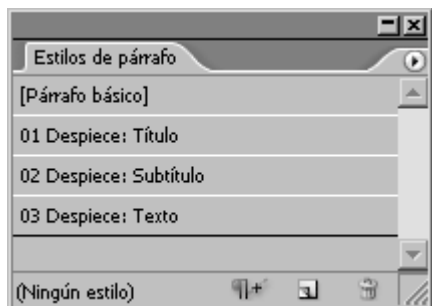 Estilos de párrafo
[Párrafo básico]
01 Despiece: Título
02 Despiece: Subtítulo
03 Despiece: Texto
(Ningún estilo)